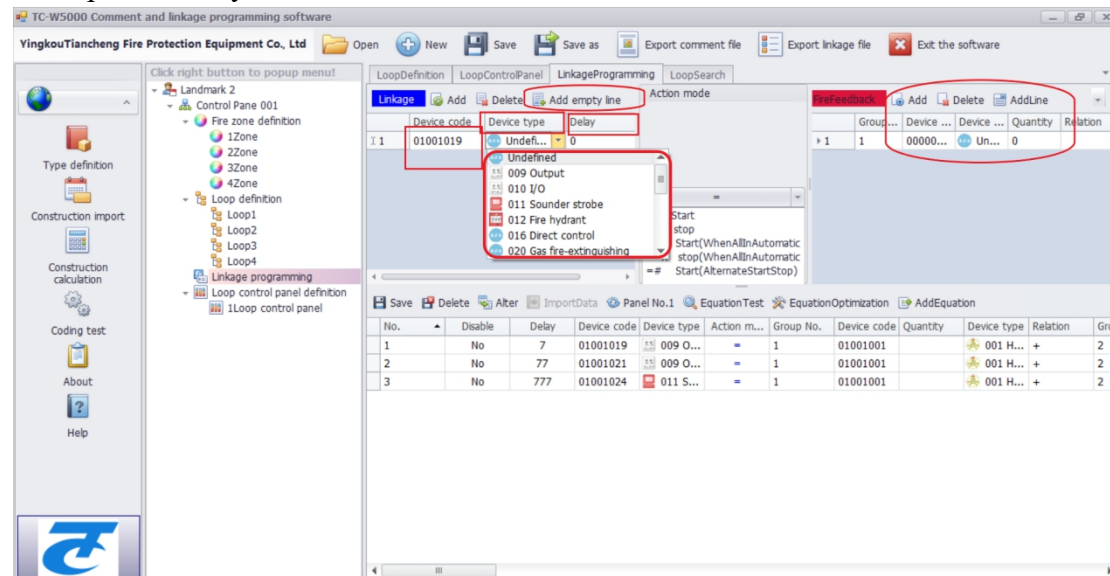 TC-W5000 Comment and linkage programming software
YingkouTiancheng Fire Protection Equipment Co., Ltd Open New Save Save as Export comment file Export linkage file Exit the software
Click right button to popup menu!
Landmark 2
Control Pane 001
Fire zone definition
1Zone
2Zone
3Zone
4Zone
Loop definition
Loop1
Loop2
Loop3
Loop4
Linkage programming
Loop control panel definition
1Loop control panel
Type definition
Construction import
Construction
calculation
Coding test
About
Help
LoopDefinition LoopControlPanel LinkageProgramming LoopSearch
Linkage Add Delete Add empty line
Device code Device type Delay
1 01001019 Undefi... 0
Undefined
009 Output
010 I/O
011 Sounder strobe
012 Fire hydrant
016 Direct control
020 Gas fire-extinguishing
Action mode
=
Start
stop
Start(WhenAllInAutomatic
stop(WhenAllInAutomatic
=# Start(AlternateStartStop)
FireFeedback Add Delete AddLine
Group... Device ... Device ... Quantity Relation
1 1 00000... Un... 0
Save Delete Alter ImportData Panel No.1 EquationTest EquationOptimization AddEquation
No. Disable Delay Device code Device type Action m... Group No. Device code Quantity Device type Relation Gr
1 No 7 01001019 009 O... = 1 01001001 001 H... + 2
2 No 77 01001021 009 O... = 1 01001001 001 H... + 2
3 No 777 01001024 011 S... = 1 01001001 001 H... + 2